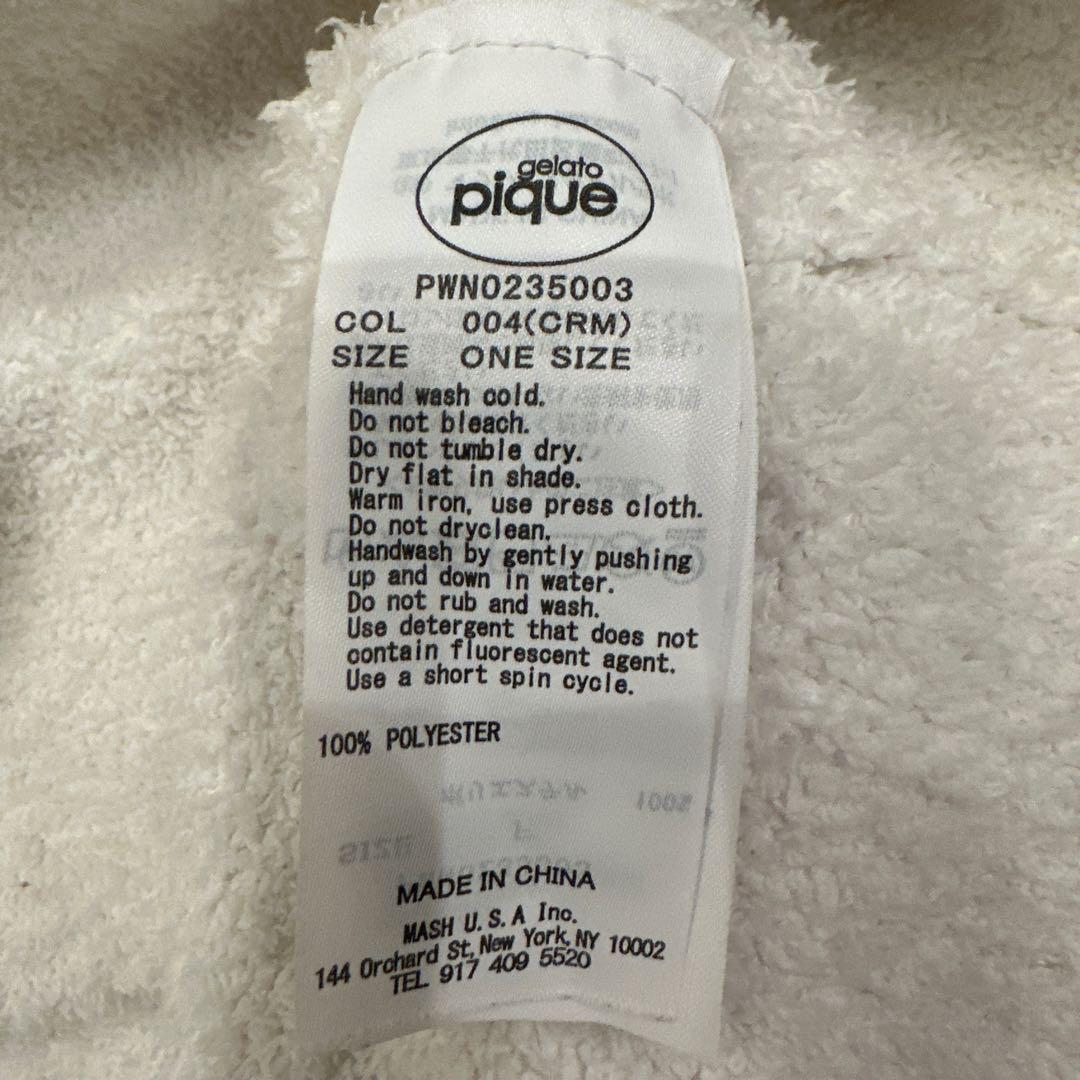 gelato
pique
PWNO235003
COL 004(CRM)
SIZE ONE SIZE
Hand wash cold.
Do not bleach.
Do not tumble dry.
Dry flat in shade.
Warm iron, use press cloth.
Do not dryclean.
Handwash by gently pushing
up and down in water.
Do not rub and wash.
Use detergent that does not
contain fluorescent agent.
Use a short spin cycle.
100% POLYESTER
MADE IN CHINA
MASH U.S.A Inc.
144 Orchard St, New York, NY 10002
TEL 917 409 5520